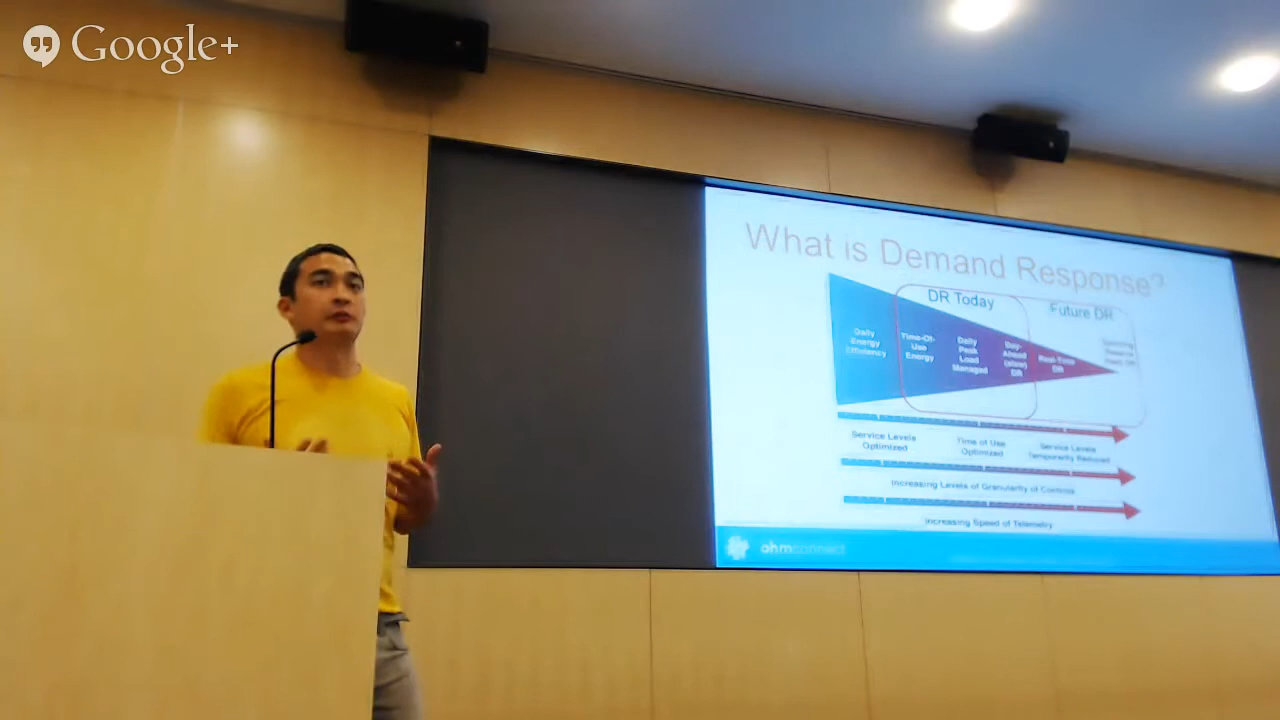 Google+
What is Demand Response?
DR Today
Future DR
Daily
Energy
Efficiency
Time-Of-
Use
Energy
Daily
Peak
Load
Managed
Day-
Ahead
(slow)
DR
Real-Time
DR
Service Levels
Optimized
Time of Use
Optimized
Service Levels
Temporarily Reduced
Increasing Levels of Granularity of Controls
Increasing Speed of Telemetry
ohmconnect